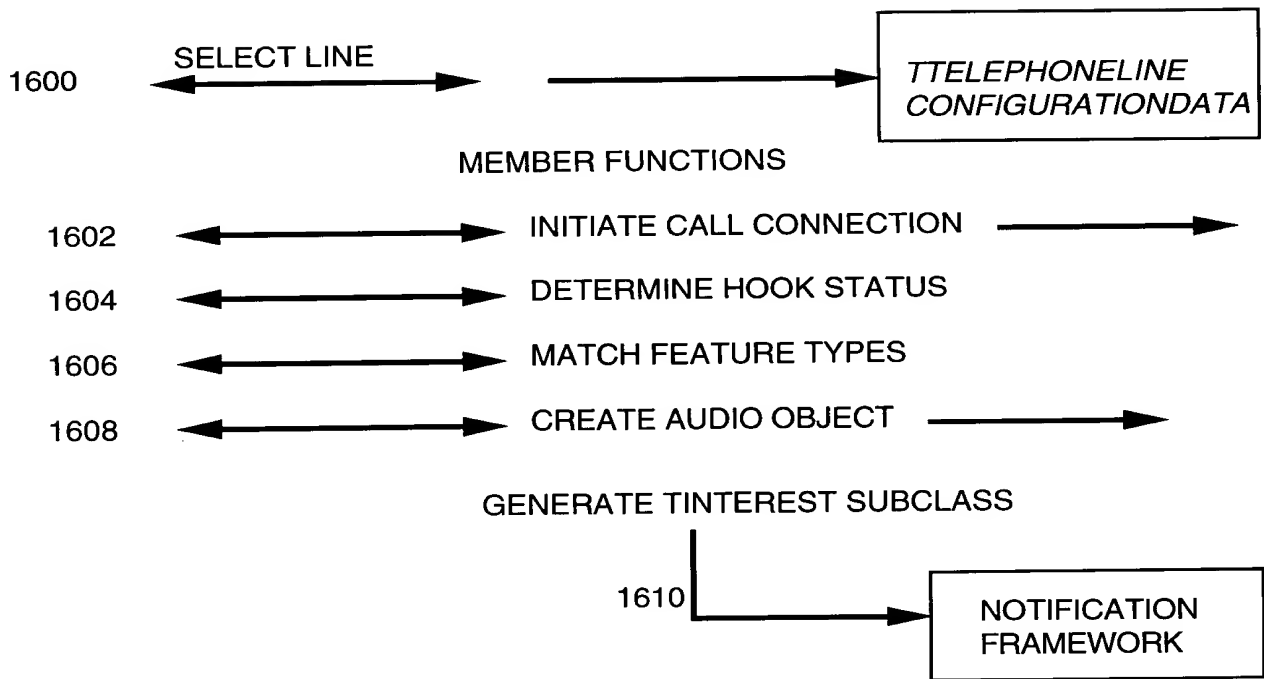 SELECT LINE
1600
TTELEPHONELINE
CONFIGURATIONDATA
MEMBER FUNCTIONS
1602 INITIATE CALL CONNECTION
1604 DETERMINE HOOK STATUS
1606 MATCH FEATURE TYPES
1608 CREATE AUDIO OBJECT
GENERATE TINTEREST SUBCLASS
1610
NOTIFICATION
FRAMEWORK